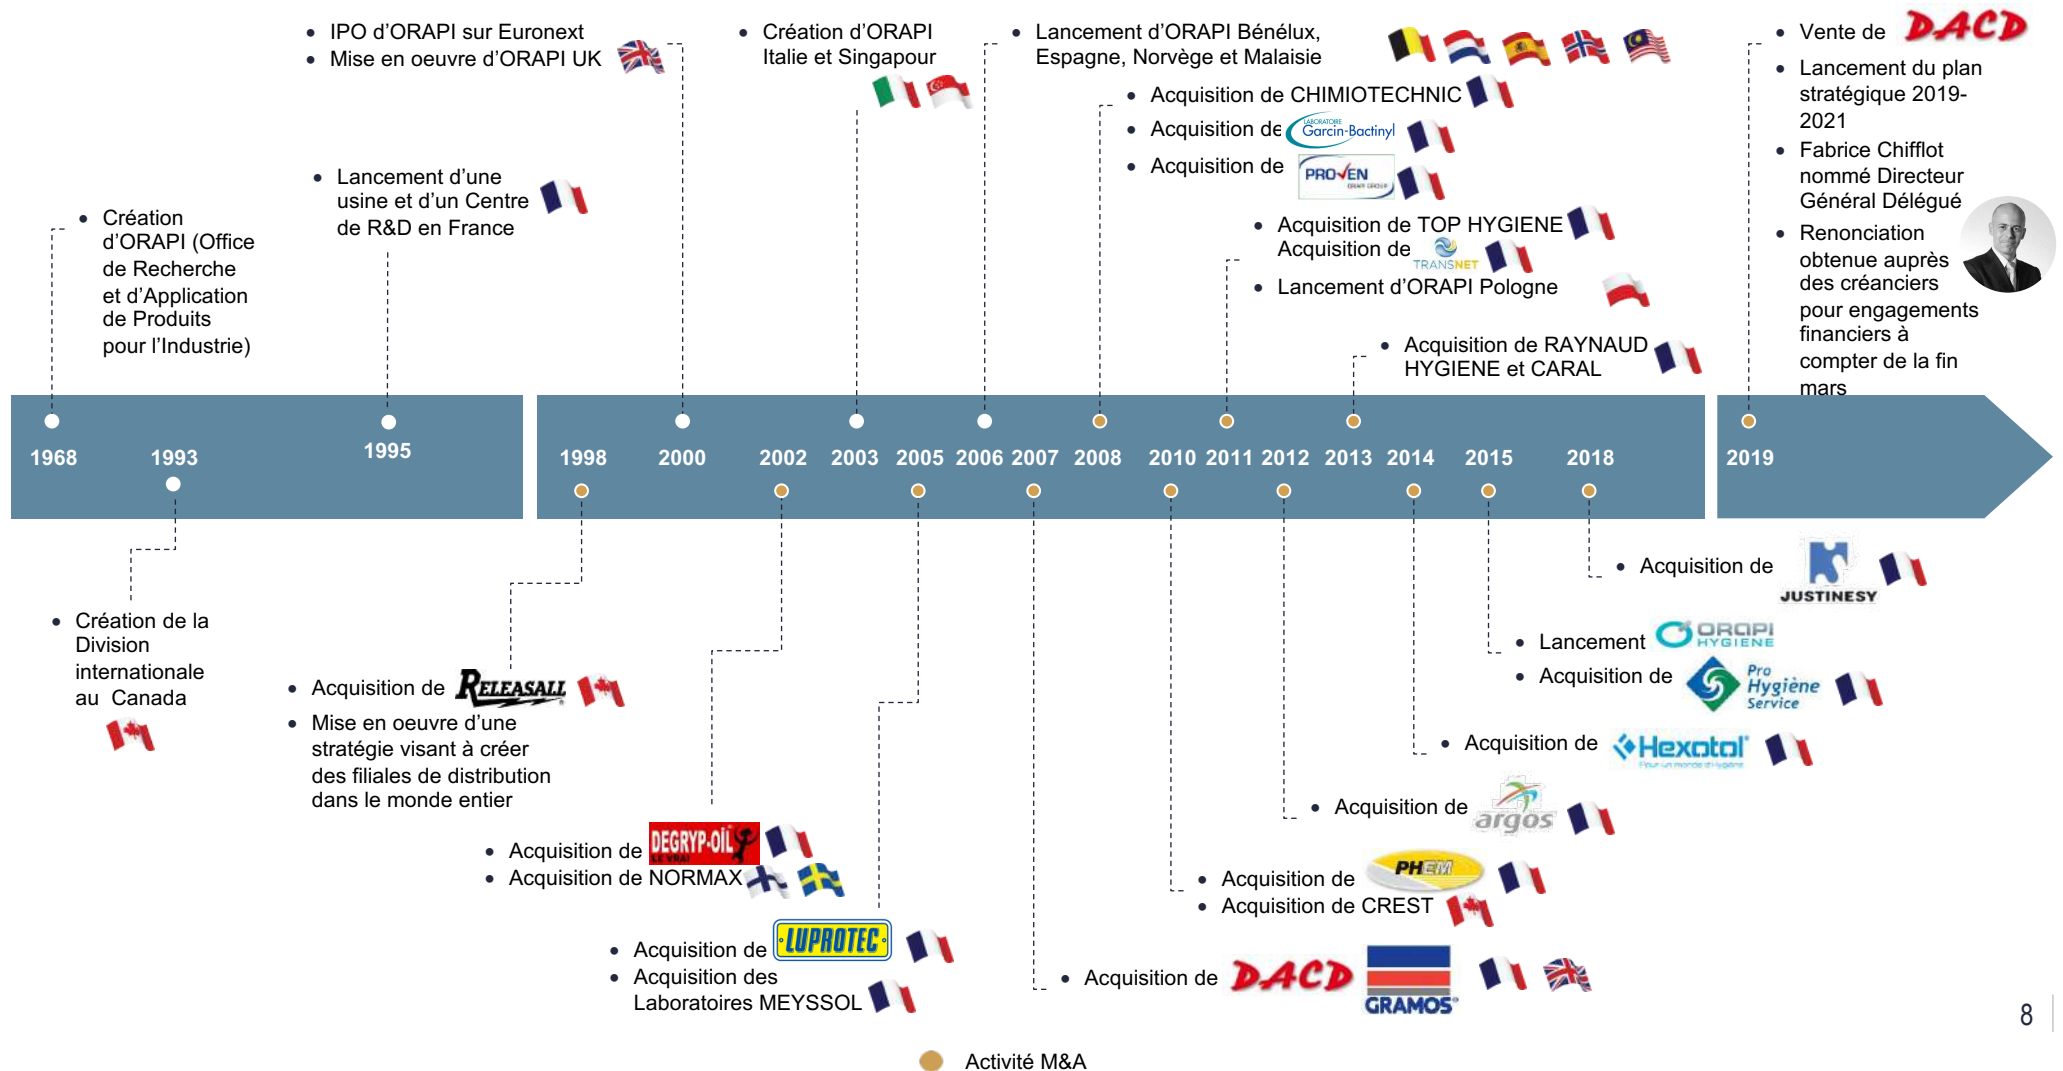 IPO d’ORAPI sur Euronext
Mise en oeuvre d’ORAPI UK
Création d’ORAPI
Italie et Singapour
Lancement d’ORAPI Bénélux,
Espagne, Norvège et Malaisie
Vente de DACD
Lancement du plan
stratégique 2019-
2021
Fabrice Chifflot
nommé Directeur
Général Délégué
Renonciation
obtenue auprès
des créanciers
pour engagements
financiers à
compter de la fin
mars
Acquisition de CHIMIOTECHNIC
Acquisition de LABORATOIRE Garcin-Bactinyl
Acquisition de PROVEN ORAPI GROUP
Lancement d’une
usine et d’un Centre
de R&D en France
Création
d’ORAPI (Office
de Recherche
et d’Application
de Produits
pour l’Industrie)
Acquisition de TOP HYGIENE
Acquisition de TRANSNET
Lancement d’ORAPI Pologne
Acquisition de RAYNAUD
HYGIENE et CARAL
1968 1993 1995 1998 2000 2002 2003 2005 2006 2007 2008 2010 2011 2012 2013 2014 2015 2018 2019
Création de la
Division
internationale
au Canada
Acquisition de RELEASALL
Mise en oeuvre d’une
stratégie visant à créer
des filiales de distribution
dans le monde entier
Acquisition de DEGRYP-OIL LE VRAI
Acquisition de NORMAX
Acquisition de LUPROTEC
Acquisition des
Laboratoires MEYSSOL
Acquisition de DACD GRAMOS
Acquisition de PHEM
Acquisition de CREST
Acquisition de argos
Acquisition de Hexotol
Pour un monde d'Hygiène
Lancement ORAPI HYGIENE
Acquisition de Pro Hygiène Service
Acquisition de JUSTINESY
Activité M&A
8